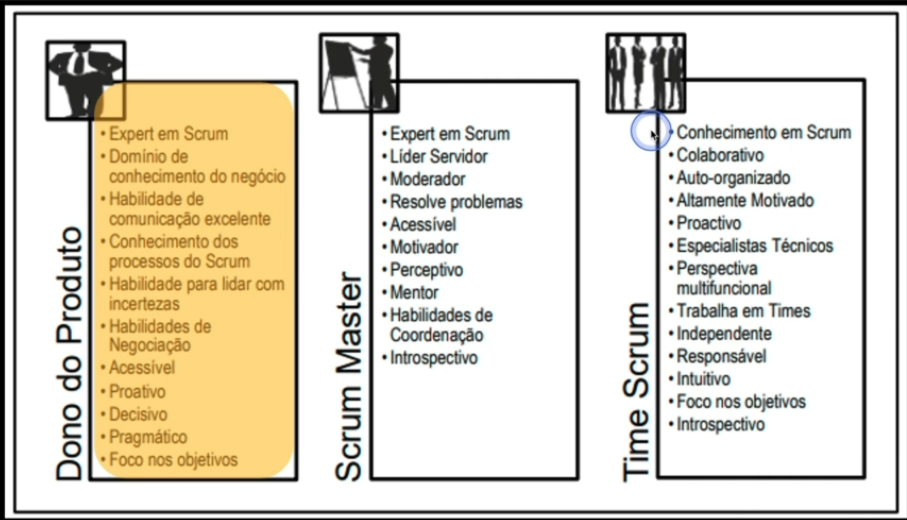 Dono do Produto
• Expert em Scrum
• Domínio de
conhecimento do negócio
• Habilidade de
comunicação excelente
• Conhecimento dos
processos do Scrum
• Habilidade para lidar com
incertezas
• Habilidades de
Negociação
• Acessível
• Proativo
• Decisivo
• Pragmático
• Foco nos objetivos
Scrum Master
• Expert em Scrum
• Líder Servidor
• Moderador
• Resolve problemas
• Acessível
• Motivador
• Perceptivo
• Mentor
• Habilidades de
Coordenação
• Introspectivo
Time Scrum
• Conhecimento em Scrum
• Colaborativo
• Auto-organizado
• Altamente Motivado
• Proactivo
• Especialistas Técnicos
• Perspectiva
multifuncional
• Trabalha em Times
• Independente
• Responsável
• Intuitivo
• Foco nos objetivos
• Introspectivo